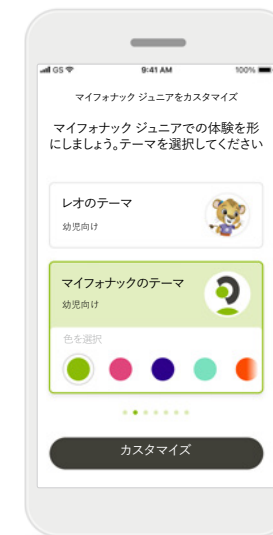 GS 9:41 AM 100%
マイフォナック ジュニアをカスタマイズ
マイフォナック ジュニアでの体験を形
にしましょう。テーマを選択してください
レオのテーマ
幼児向け
マイフォナックのテーマ
幼児向け
色を選択
カスタマイズ